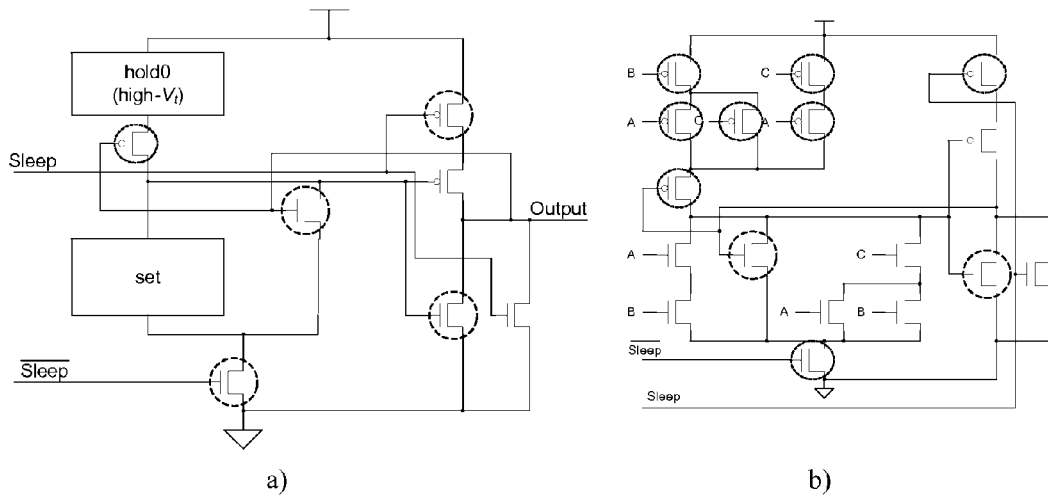 hold0
(high-Vt)
Sleep
Output
set
Sleep
a)
B
C
A
C
A
A
C
B
A
B
Sleep
Sleep
b)